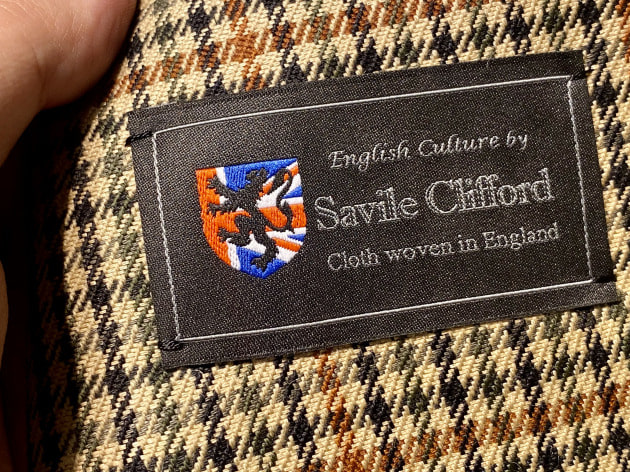 English Culture by
Savile Clifford
Cloth woven in England